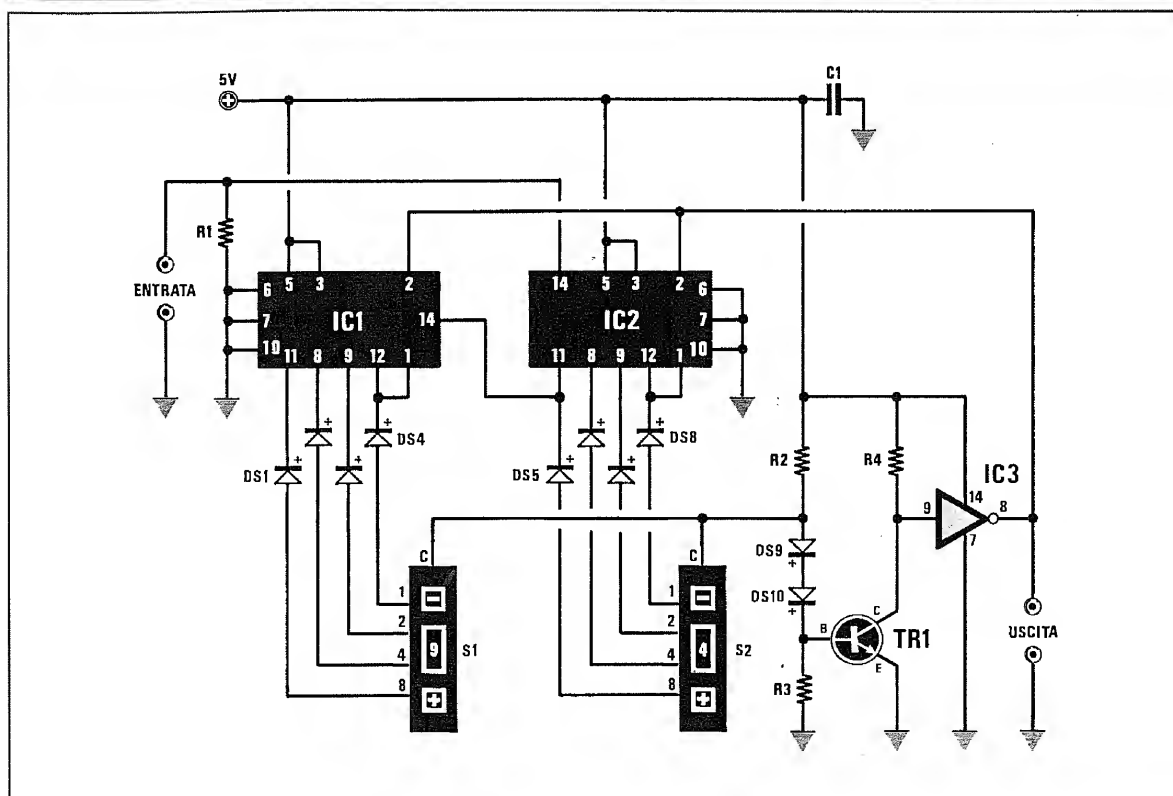 5V
C1
R1
ENTRATA
5 3 2
6
7
10
IC1
14
11 8 9 12 1
14 5 3 2
6
7
10
IC2
11 8 9 12 1
DS1
DS4
DS5
DS8
R2
R4
IC3
9
14
8
7
C
1
2
4
8
9
S1
C
1
2
4
8
4
S2
DS9
DS10
B
C
E
TR1
R3
USCITA